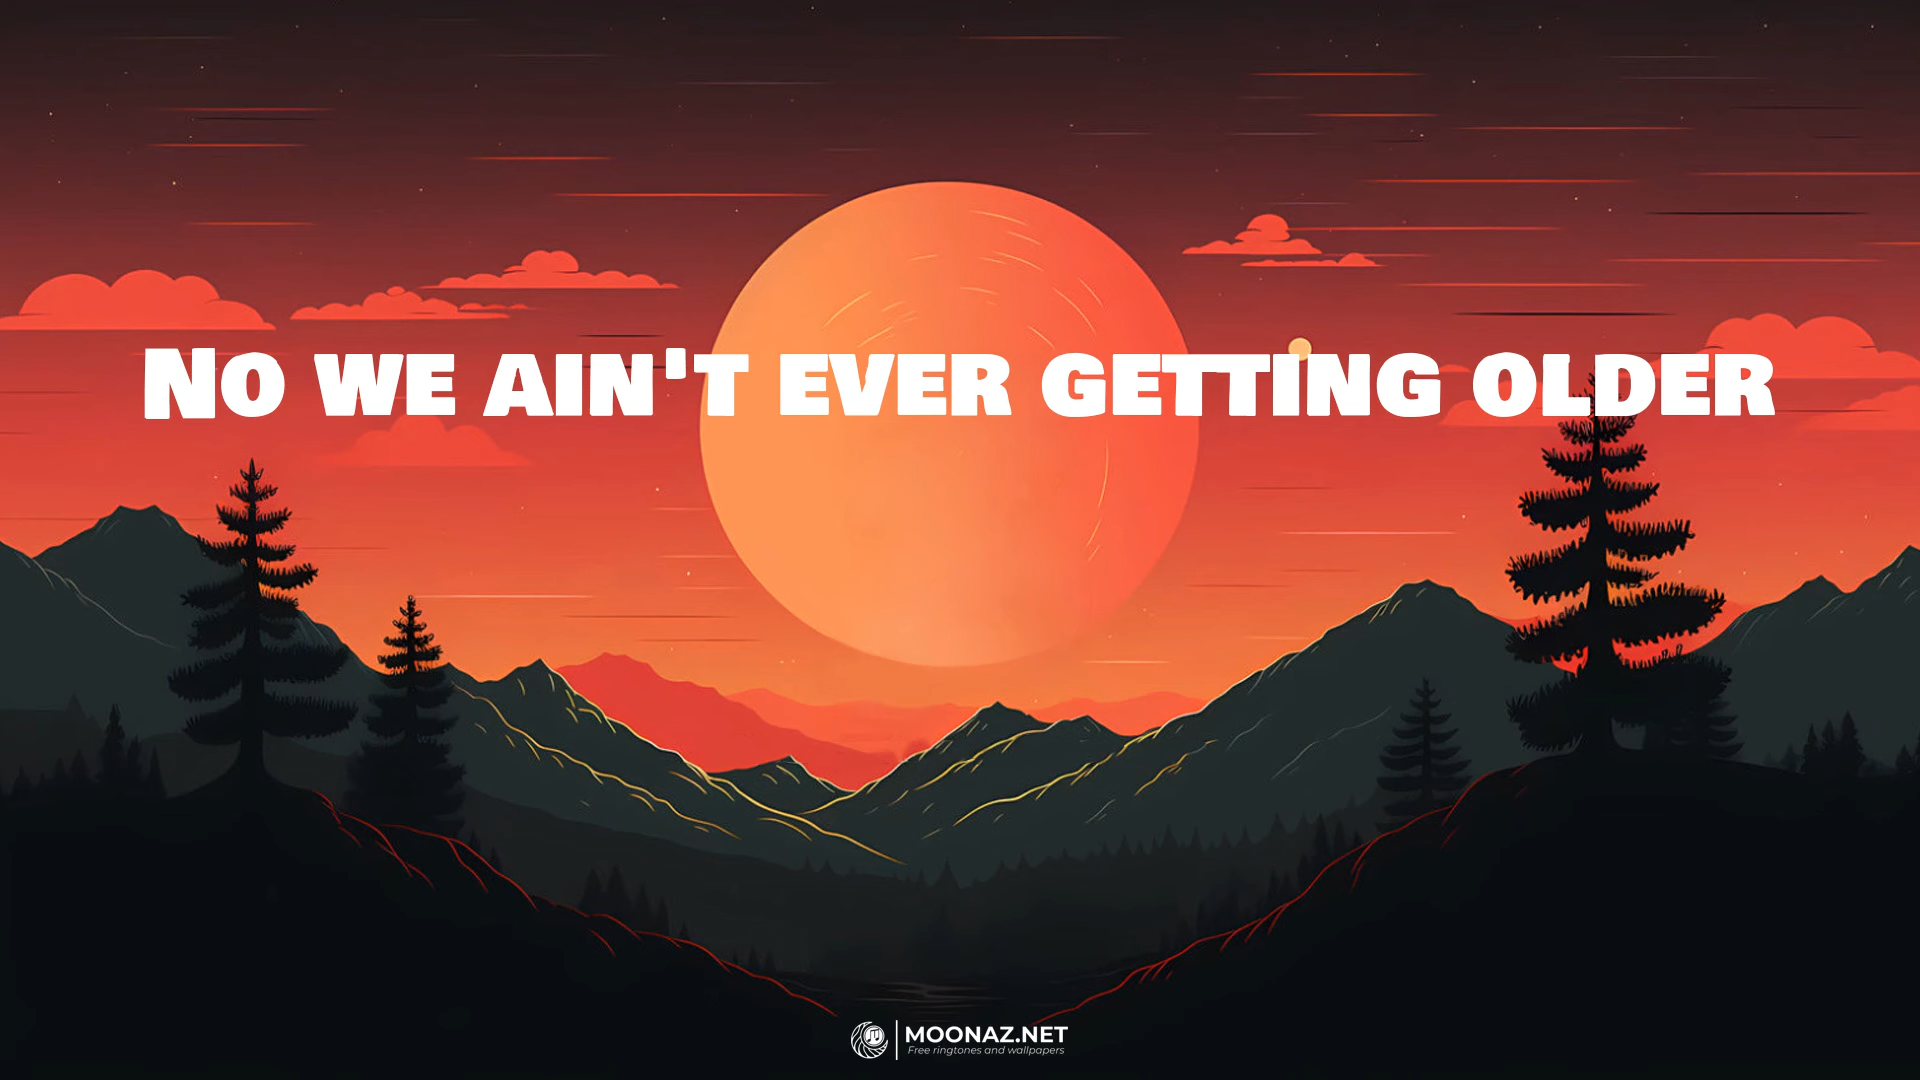 No we ain't ever getting older
MOONAZ.NET
Free ringtones and wallpapers